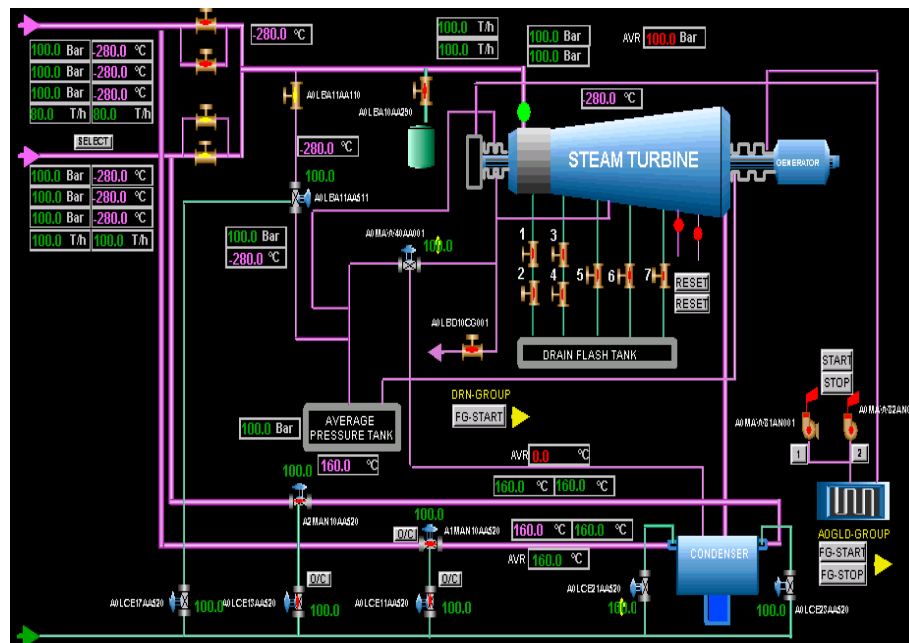 -280.0 °C
100.0 T/h
100.0 T/h
100.0 Bar
100.0 Bar
AVR 100.0 Bar
100.0 Bar -280.0 °C
100.0 Bar -280.0 °C
100.0 Bar -280.0 °C
80.0 T/h 80.0 T/h
SELECT
A0LBA11AA110
A0LBA10AA290
-280.0 °C
STEAM TURBINE
GENERATOR
-280.0 °C
100.0
A0LBA11AA511
100.0 Bar -280.0 °C
100.0 Bar -280.0 °C
100.0 Bar -280.0 °C
100.0 T/h 100.0 T/h
100.0 Bar
-280.0 °C
100.0
1
2
3
4
5
6
7
RESET
RESET
A0LBD10CG001
DRAIN FLASH TANK
START
STOP
DRN-GROUP
FG-START
AVERAGE
PRESSURE TANK
100.0 Bar
160.0 °C
1
2
AVR 0.0 °C
160.0 °C 160.0 °C
100.0
A2MAN10AA520
100.0
O/C
A1MAN10AA520
160.0 °C 160.0 °C
AVR 160.0 °C
CONDENSER
A0GLD-GROUP
FG-START
FG-STOP
A0LCE17AA520
100.0
O/C
A0LCE13AA520
100.0
O/C
A0LCE11AA520
100.0
A0LCE21AA520
100.0
A0LCE23AA520